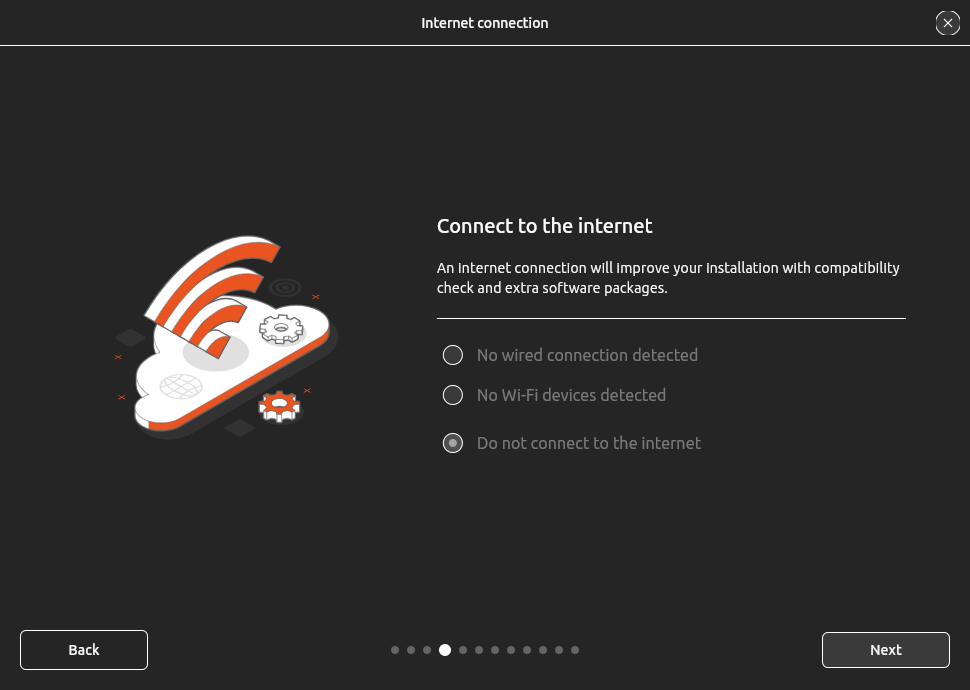 Internet connection
Connect to the internet
An internet connection will improve your installation with compatibility
check and extra software packages.
No wired connection detected
No Wi-Fi devices detected
Do not connect to the internet
Back
Next